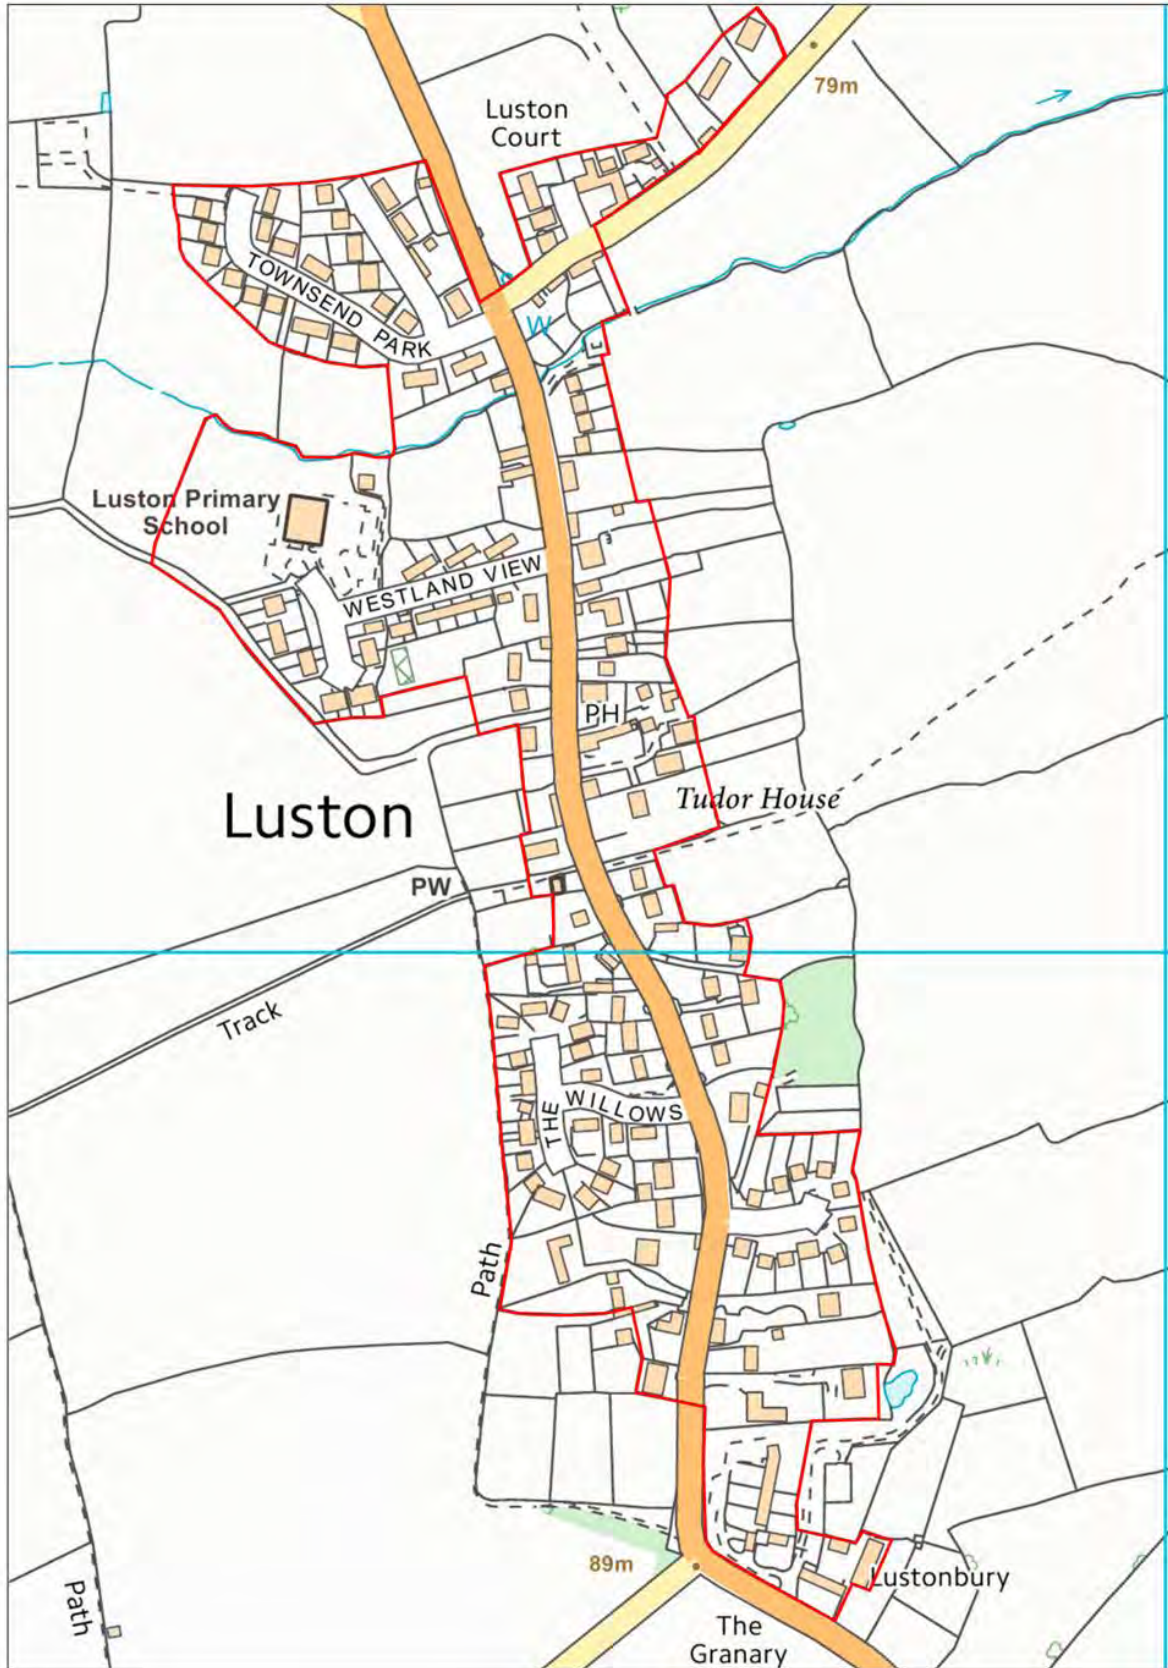 79m
Luston
Court
TOWNSEND PARK
W
Luston Primary
School
WESTLAND VIEW
PH
Luston
Tudor House
PW
Track
THE WILLOWS
Path
89m
Lustonbury
Path
The
Granary